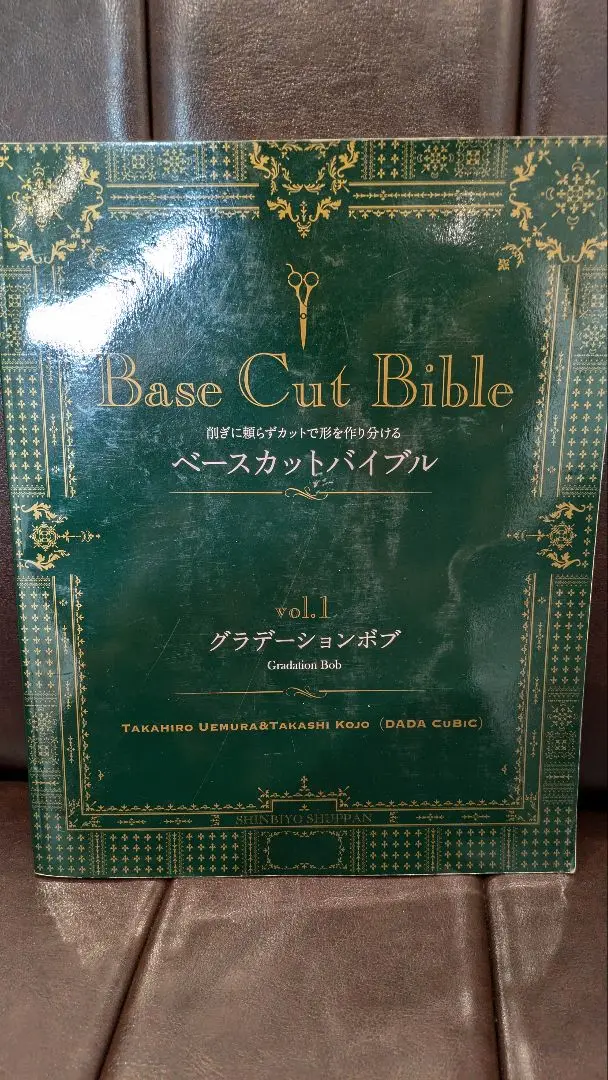 Base Cut Bible
削ぎに頼らずカットで形を作り分ける
ベースカットバイブル
vol.1
グラデーションボブ
Gradation Bob
TAKAHIRO UEMURA&TAKASHI KOJO (DADA CUBIC)
SHINBIYO SHUPPAN